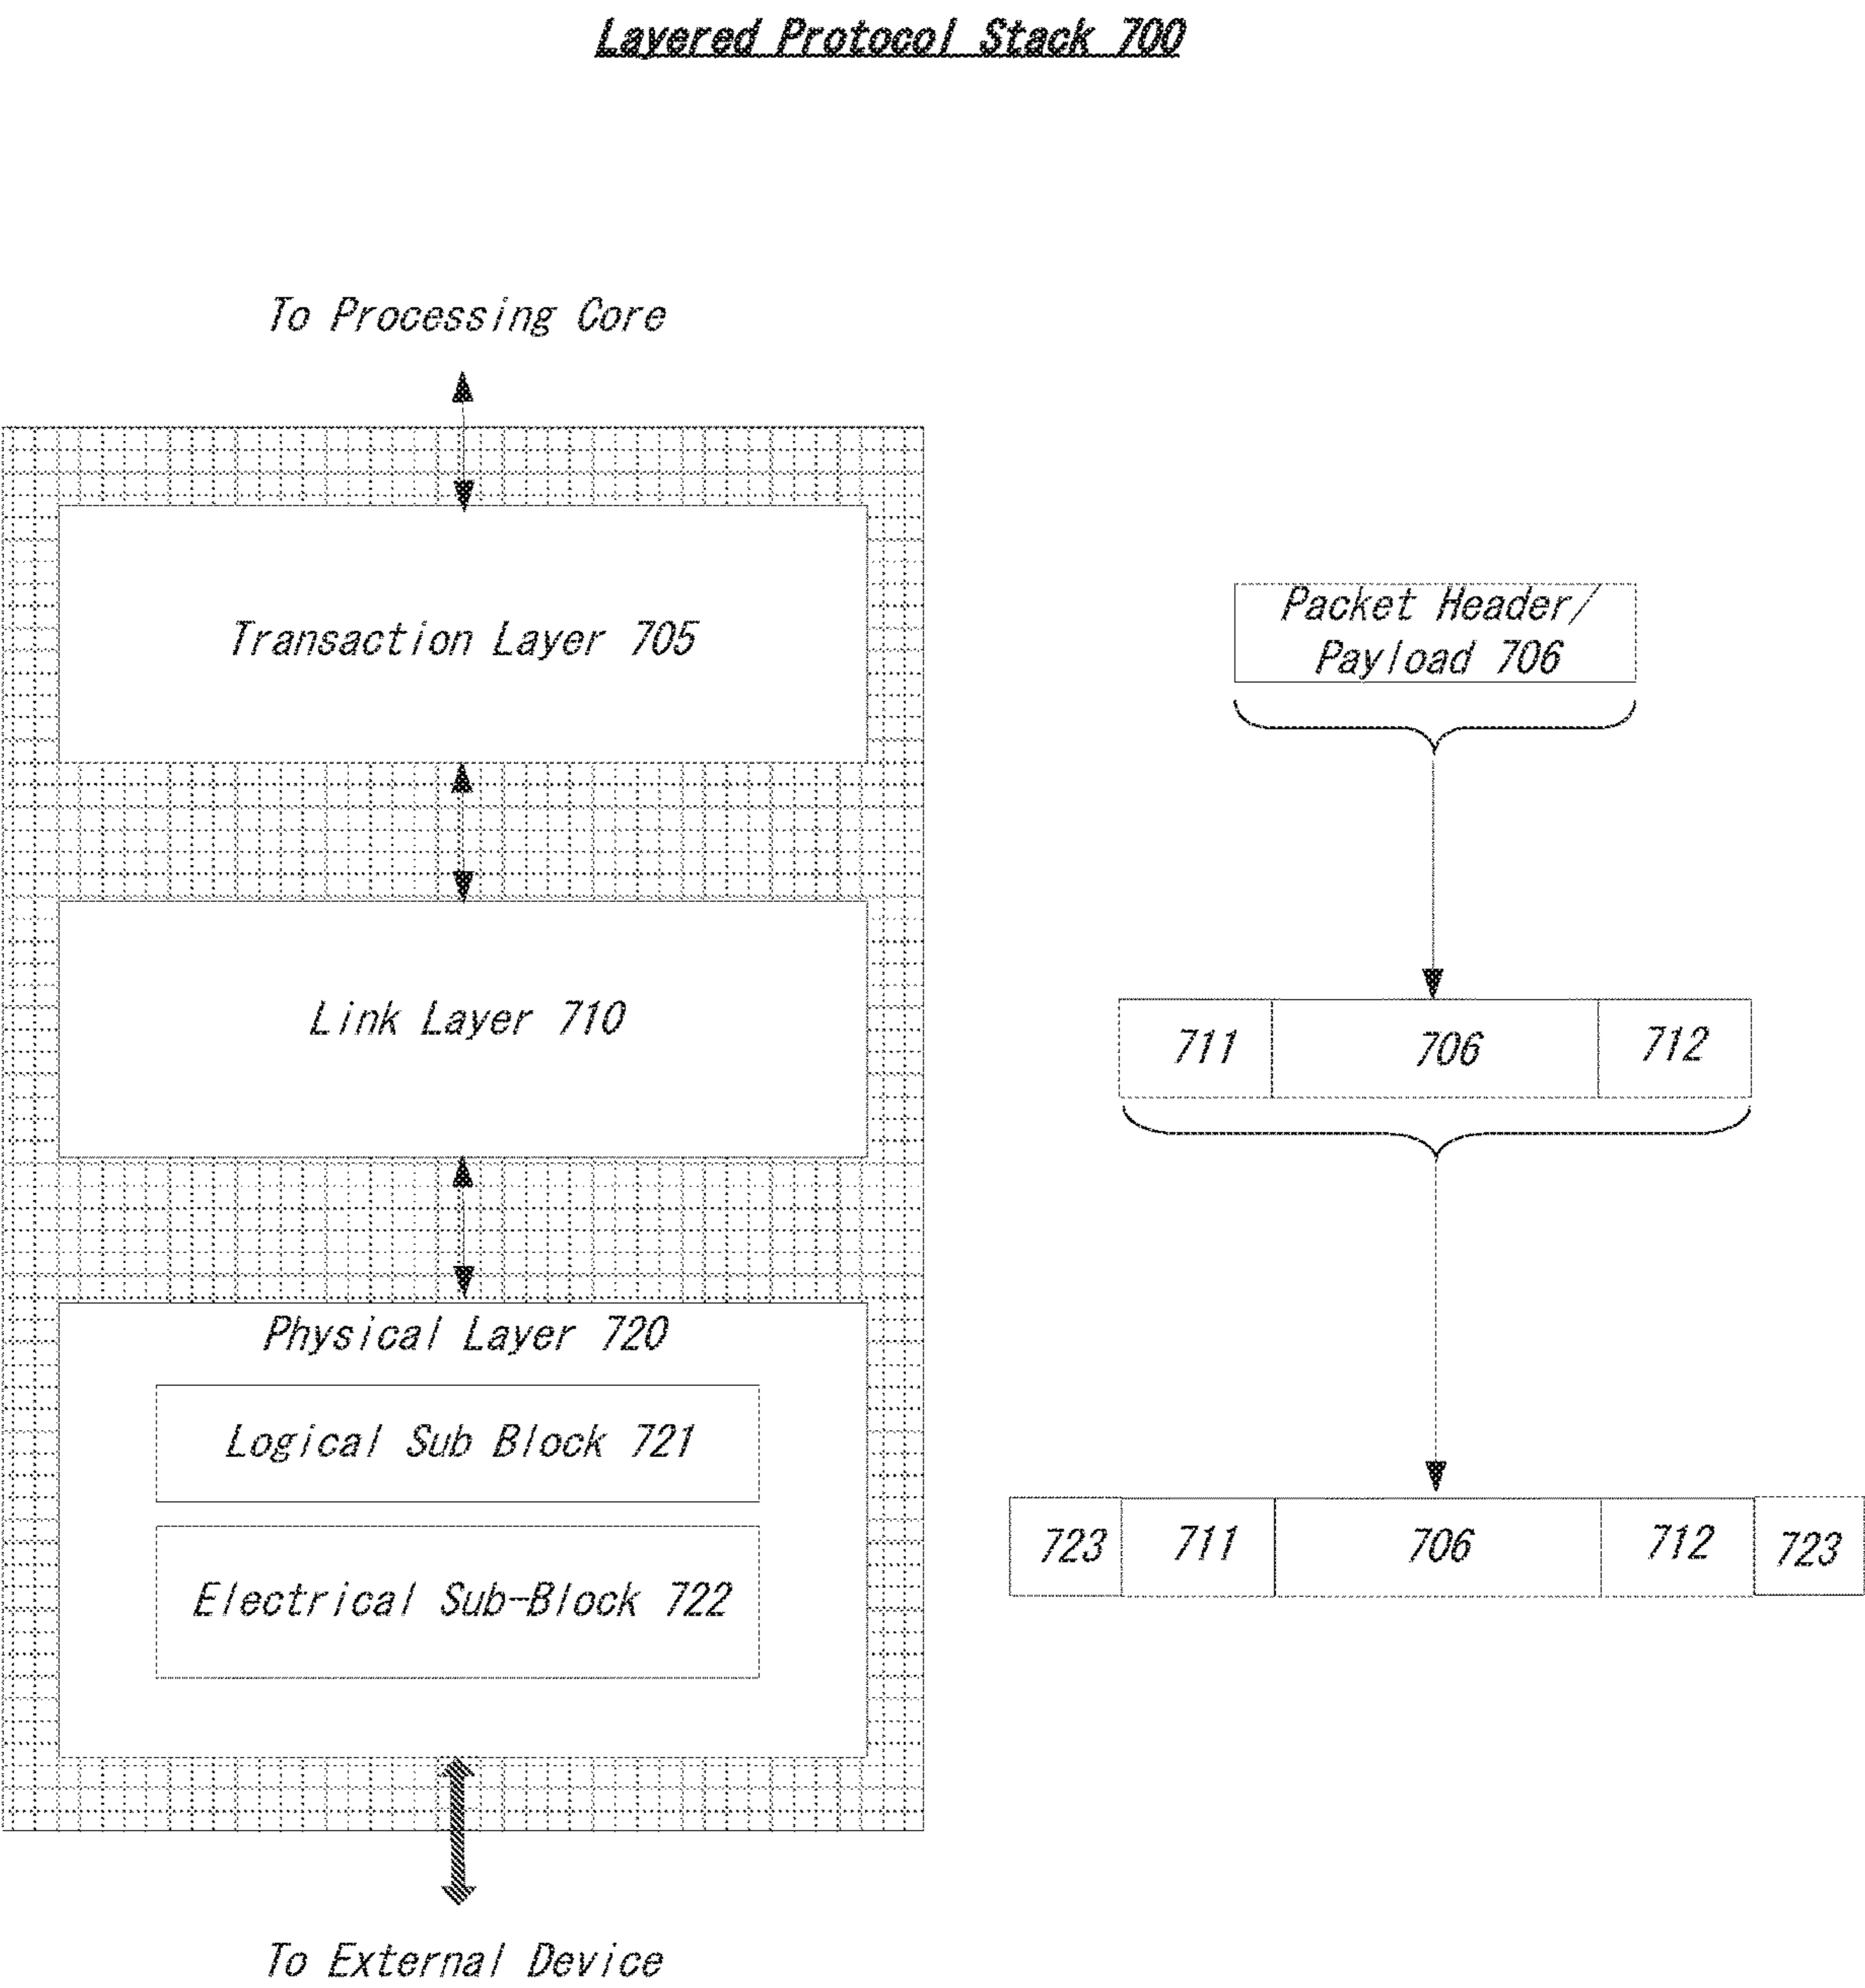 Layered Protocol Stack 700
To Processing Core
Transaction Layer 705
Packet Header/
Payload 706
Link Layer 710
711 706 712
Physical Layer 720
Logical Sub Block 721
Electrical Sub-Block 722
723 711 706 712 723
To External Device